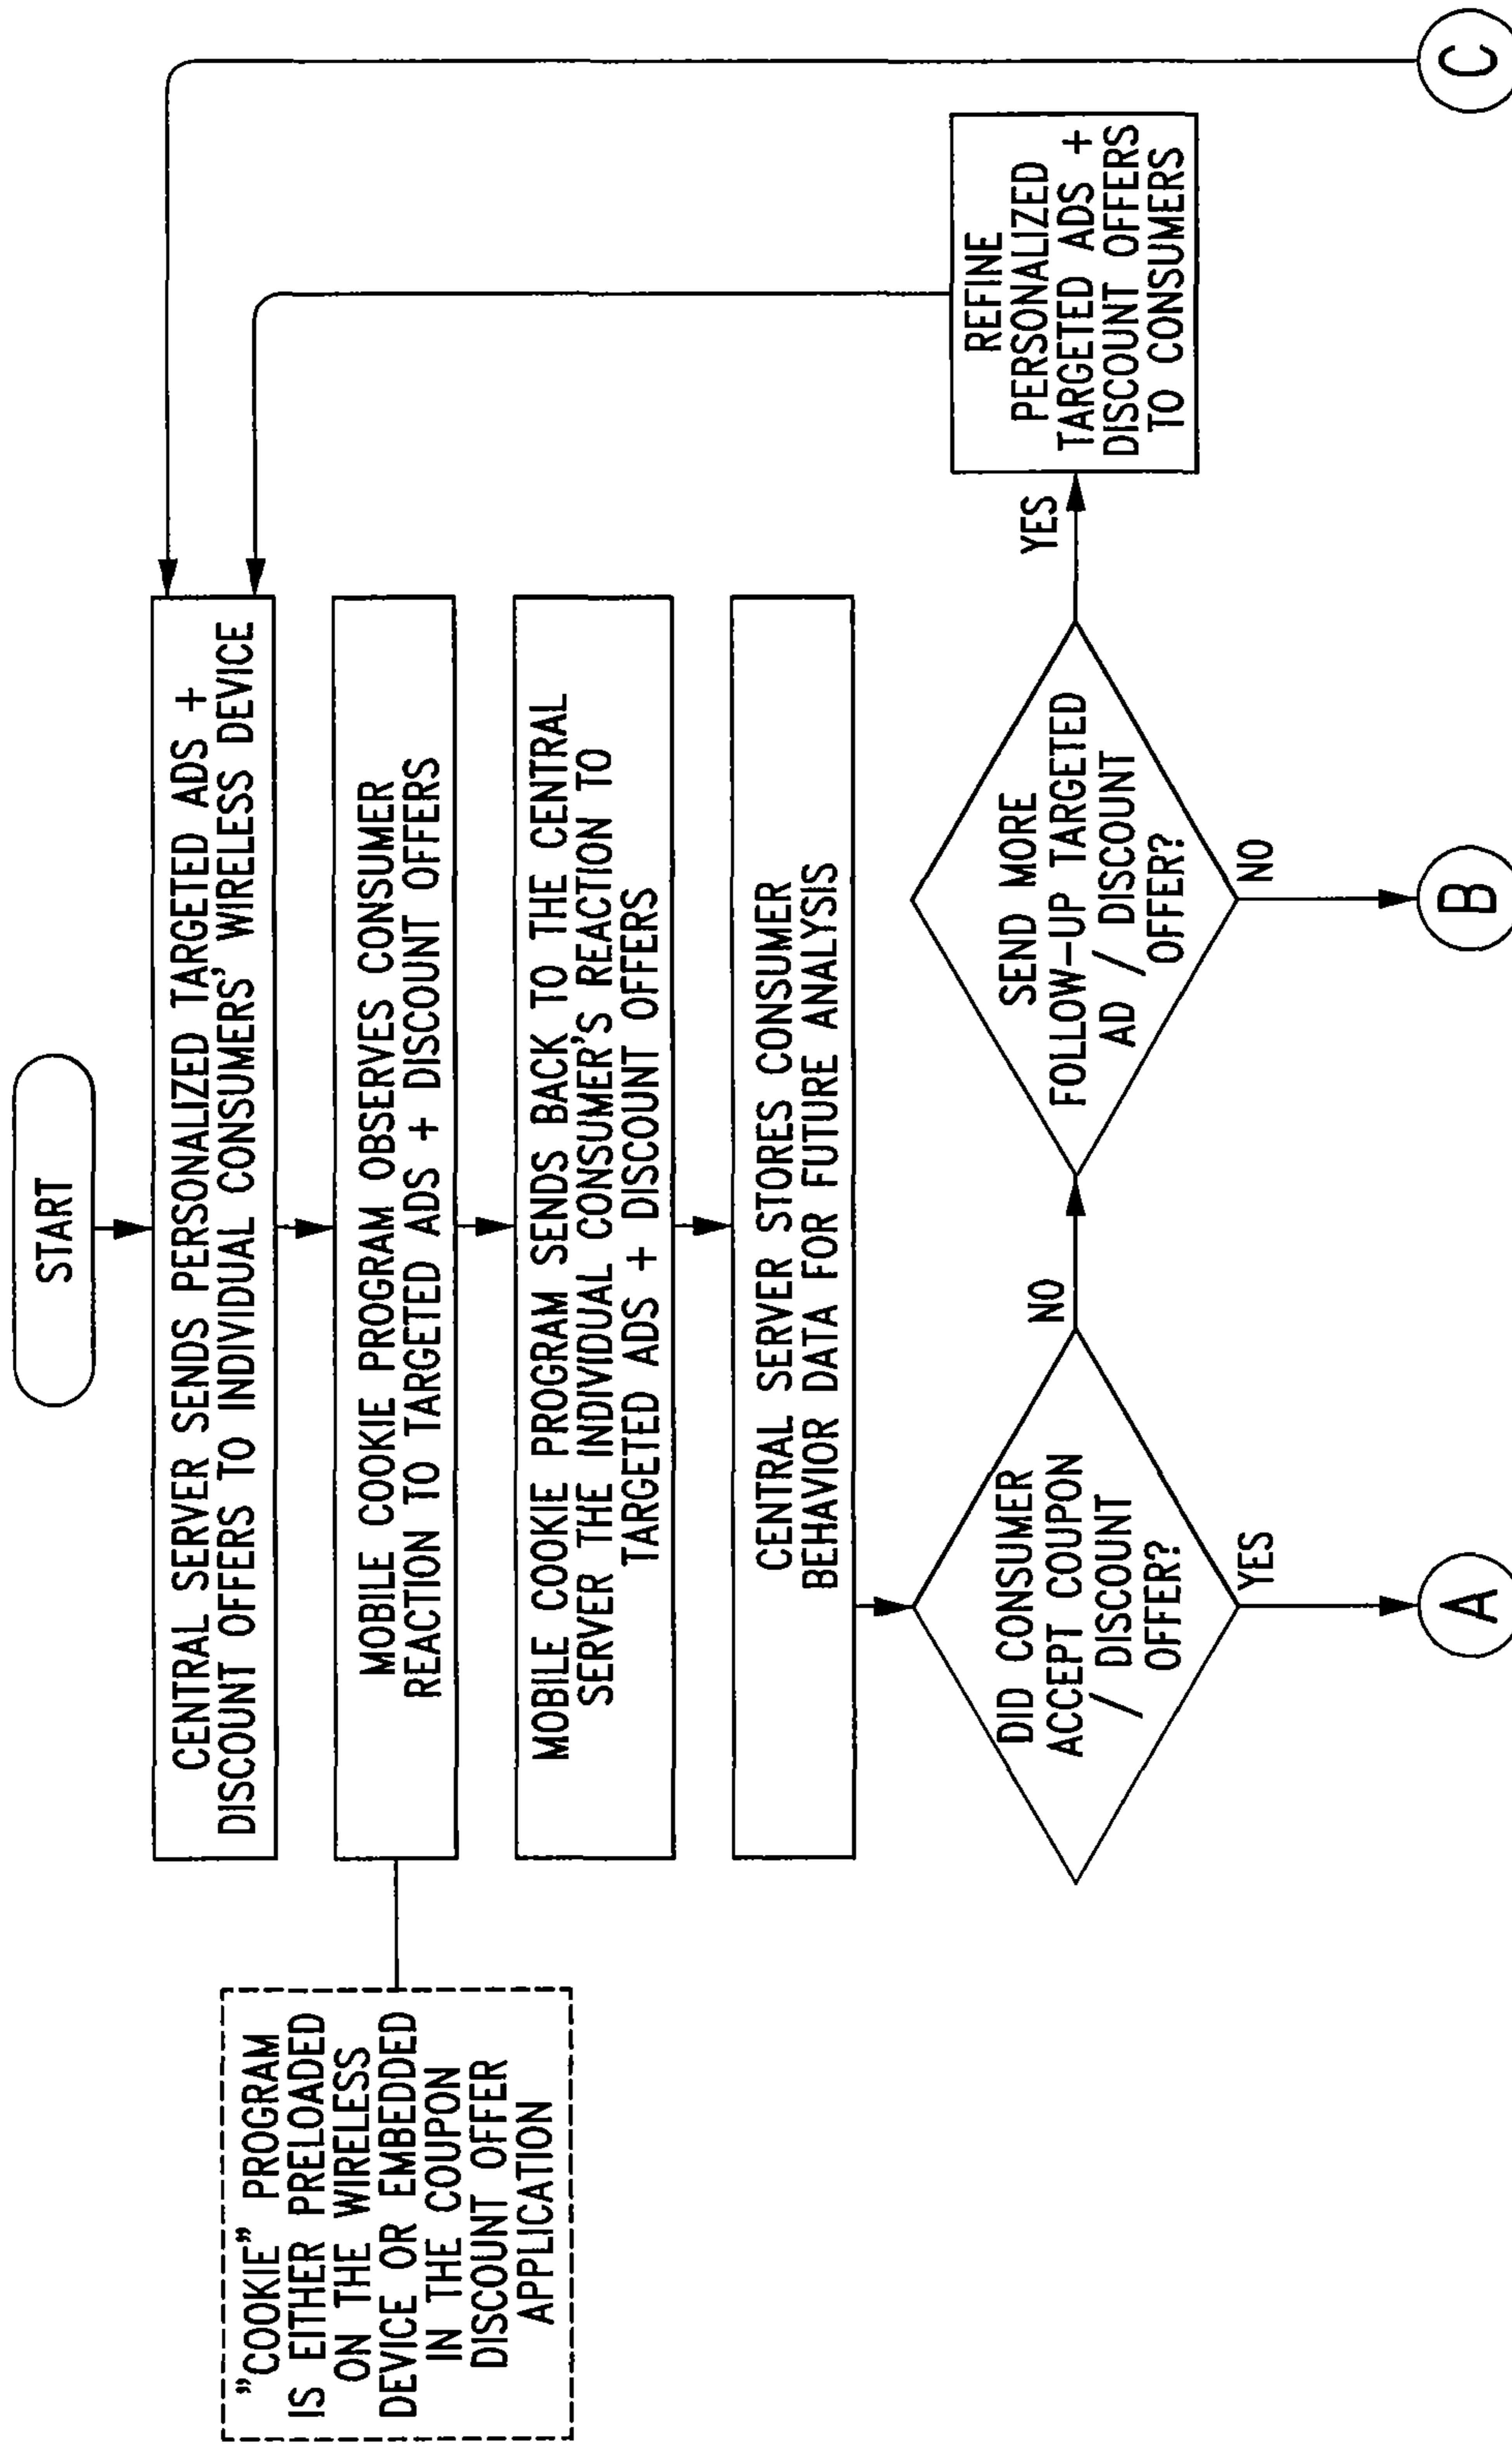 START
CENTRAL SERVER SENDS PERSONALIZED TARGETED ADS +
DISCOUNT OFFERS TO INDIVIDUAL CONSUMERS' WIRELESS DEVICE
"COOKIE" PROGRAM
IS EITHER PRELOADED
ON THE WIRELESS
DEVICE OR EMBEDDED
IN THE COUPON
DISCOUNT OFFER
APPLICATION
MOBILE COOKIE PROGRAM OBSERVES CONSUMER
REACTION TO TARGETED ADS + DISCOUNT OFFERS
MOBILE COOKIE PROGRAM SENDS BACK TO THE CENTRAL
SERVER THE INDIVIDUAL CONSUMER'S REACTION TO
TARGETED ADS + DISCOUNT OFFERS
CENTRAL SERVER STORES CONSUMER
BEHAVIOR DATA FOR FUTURE ANALYSIS
DID CONSUMER
ACCEPT COUPON
/ DISCOUNT
OFFER?
NO
YES
SEND MORE
FOLLOW-UP TARGETED
AD / DISCOUNT
OFFER?
YES
NO
REFINE
PERSONALIZED
TARGETED ADS +
DISCOUNT OFFERS
TO CONSUMERS
A
B
C